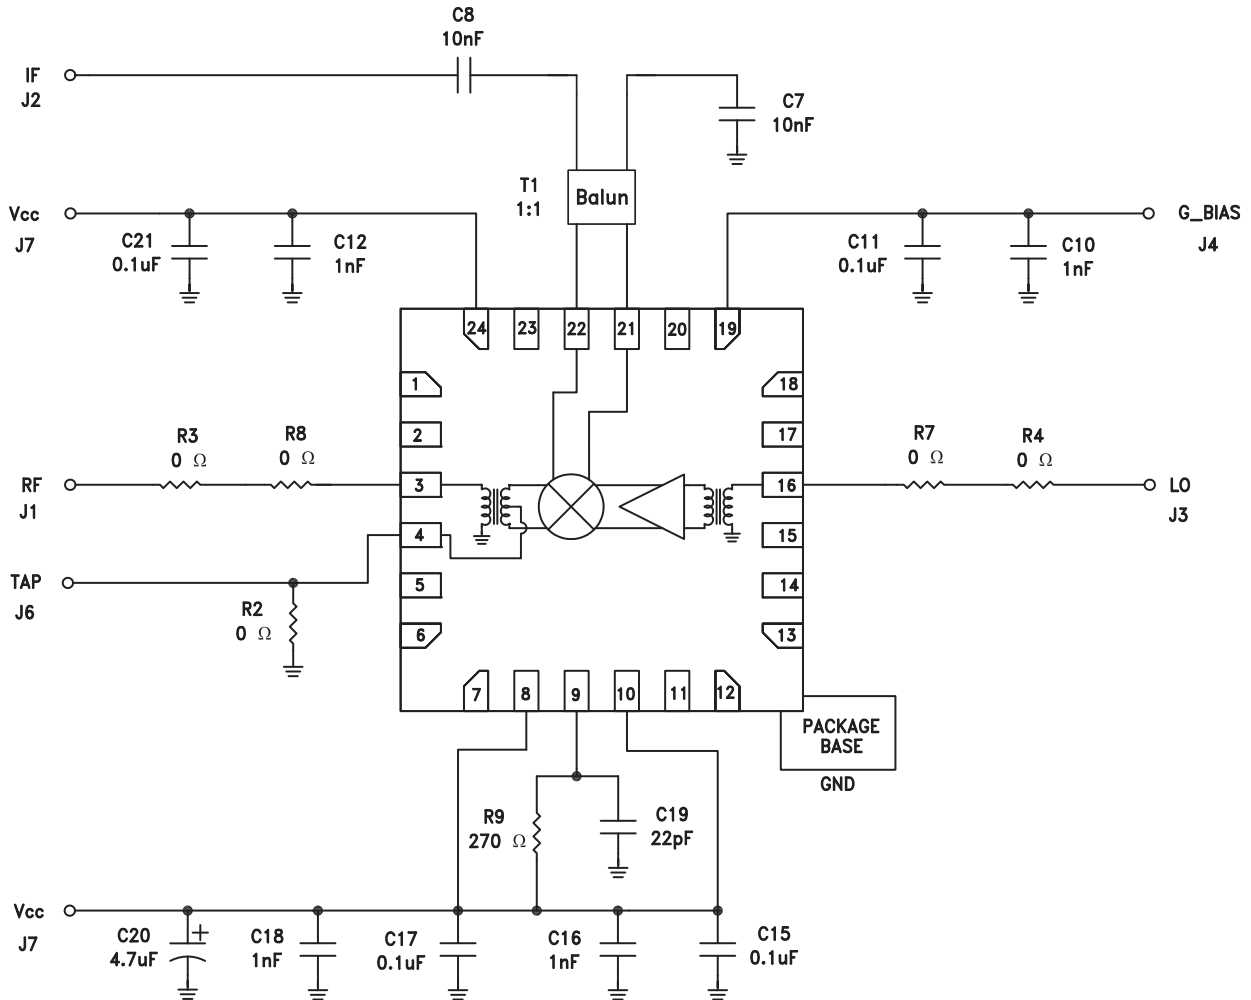 C8
10nF
IF
J2
C7
10nF
T1
1:1
Balun
Vcc
J7
C21
0.1uF
C12
1nF
C11
0.1uF
C10
1nF
G_BIAS
J4
24
23
22
21
20
19
1
18
2
17
R3
0 Ω
R8
0 Ω
R7
0 Ω
R4
0 Ω
RF
J1
3
16
LO
J3
4
15
TAP
J6
5
14
R2
0 Ω
6
13
7
8
9
10
11
12
PACKAGE
BASE
GND
R9
270 Ω
C19
22pF
Vcc
J7
C20
4.7uF
+
C18
1nF
C17
0.1uF
C16
1nF
C15
0.1uF